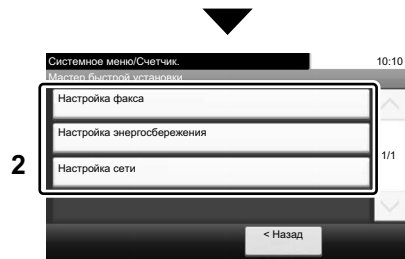 Системное меню/Счетчик. 10:10
Мастер быстрой установки
Настройка факса
Настройка энергосбережения
1/1
2
Настройка сети
< Назад